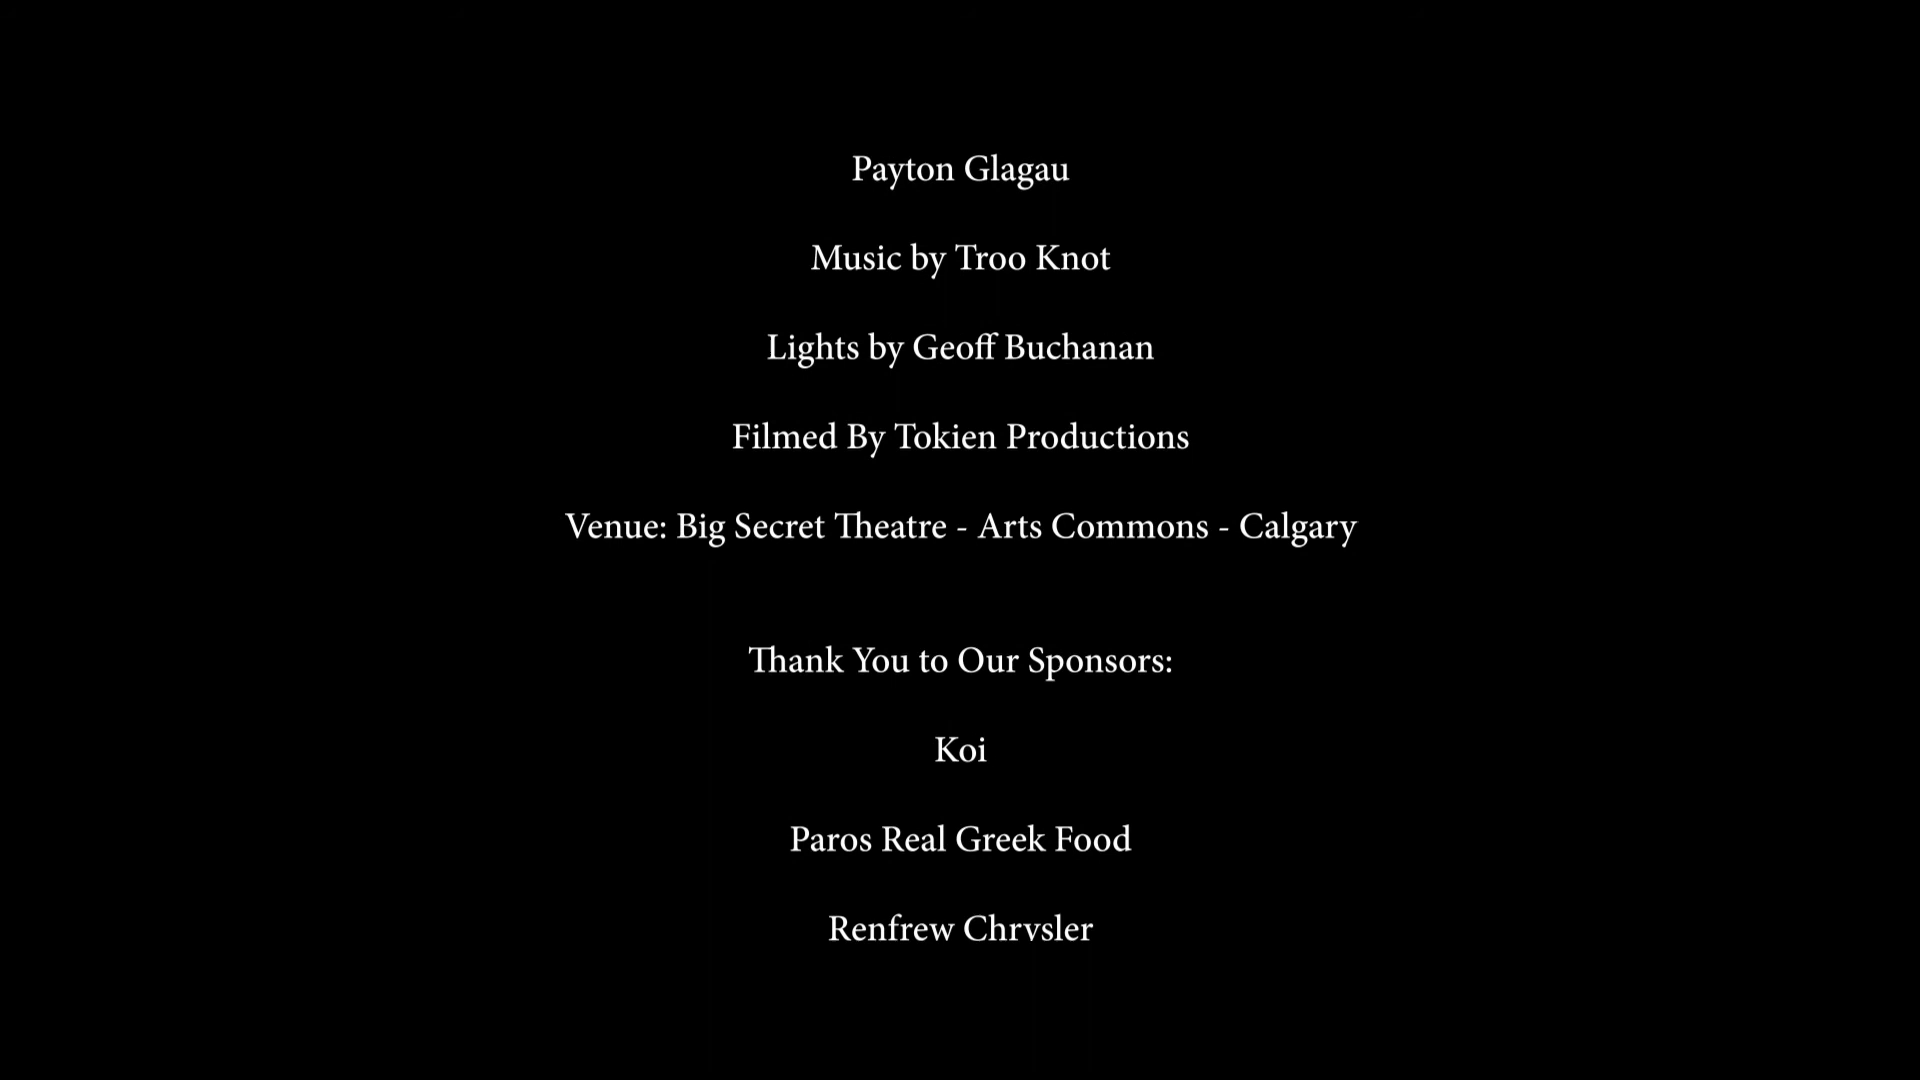 Payton Glagau
Music by Troo Knot
Lights by Geoff Buchanan
Filmed By Tokien Productions
Venue: Big Secret Theatre - Arts Commons - Calgary
Thank You to Our Sponsors:
Koi
Paros Real Greek Food
Renfrew Chrysler